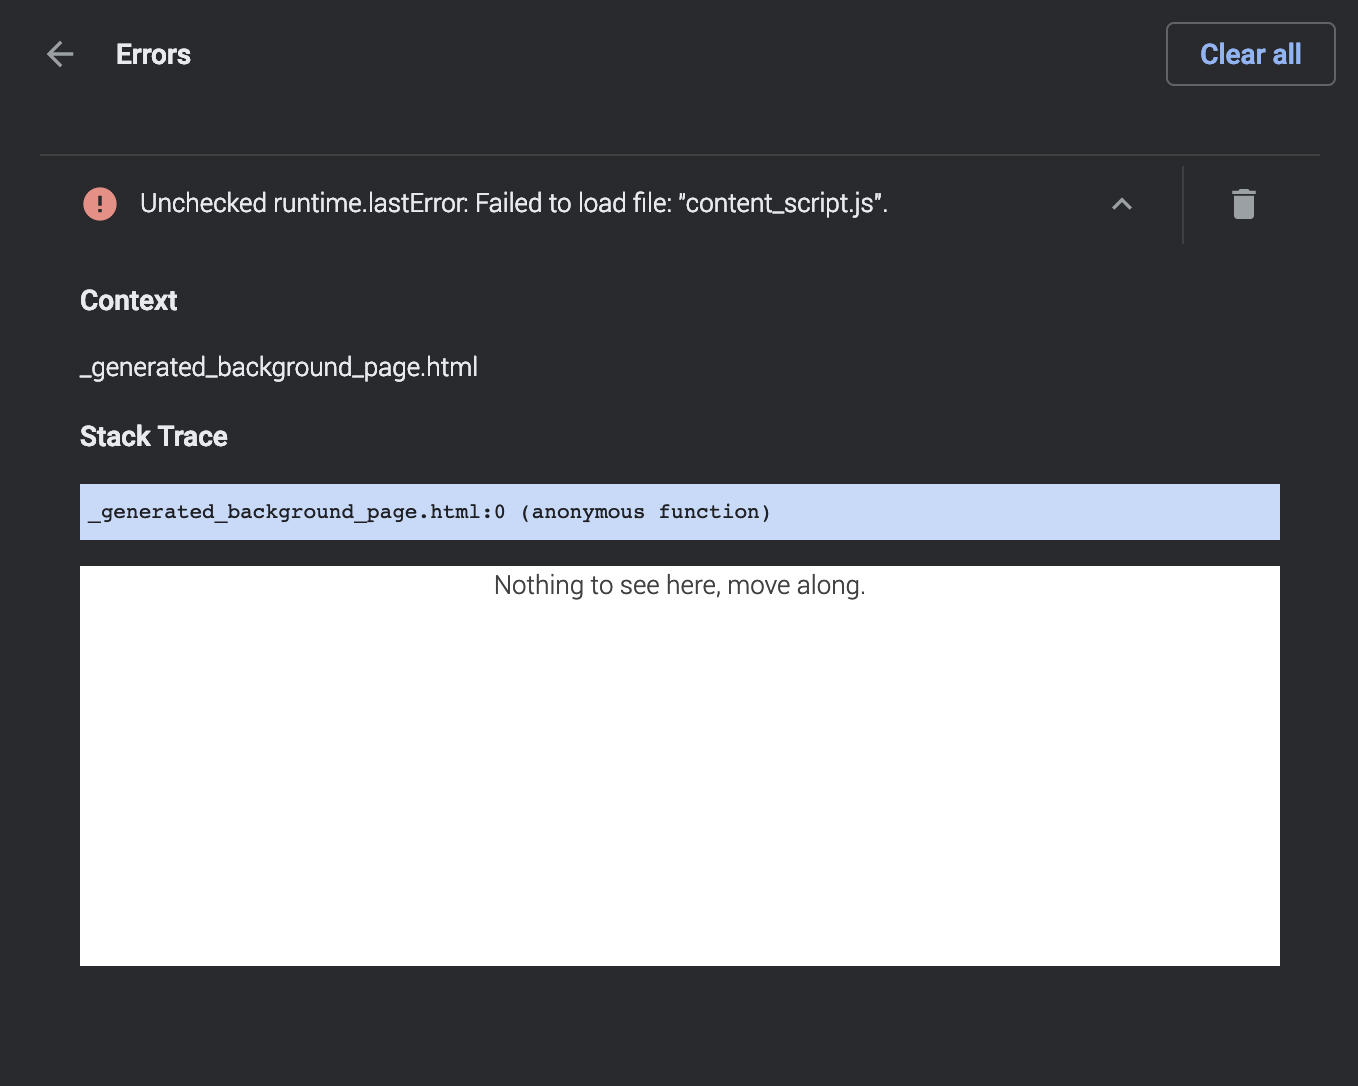 Errors
Clear all
Unchecked runtime.lastError: Failed to load file: "content_script.js".
Context
_generated_background_page.html
Stack Trace
_generated_background_page.html:0 (anonymous function)
Nothing to see here, move along.